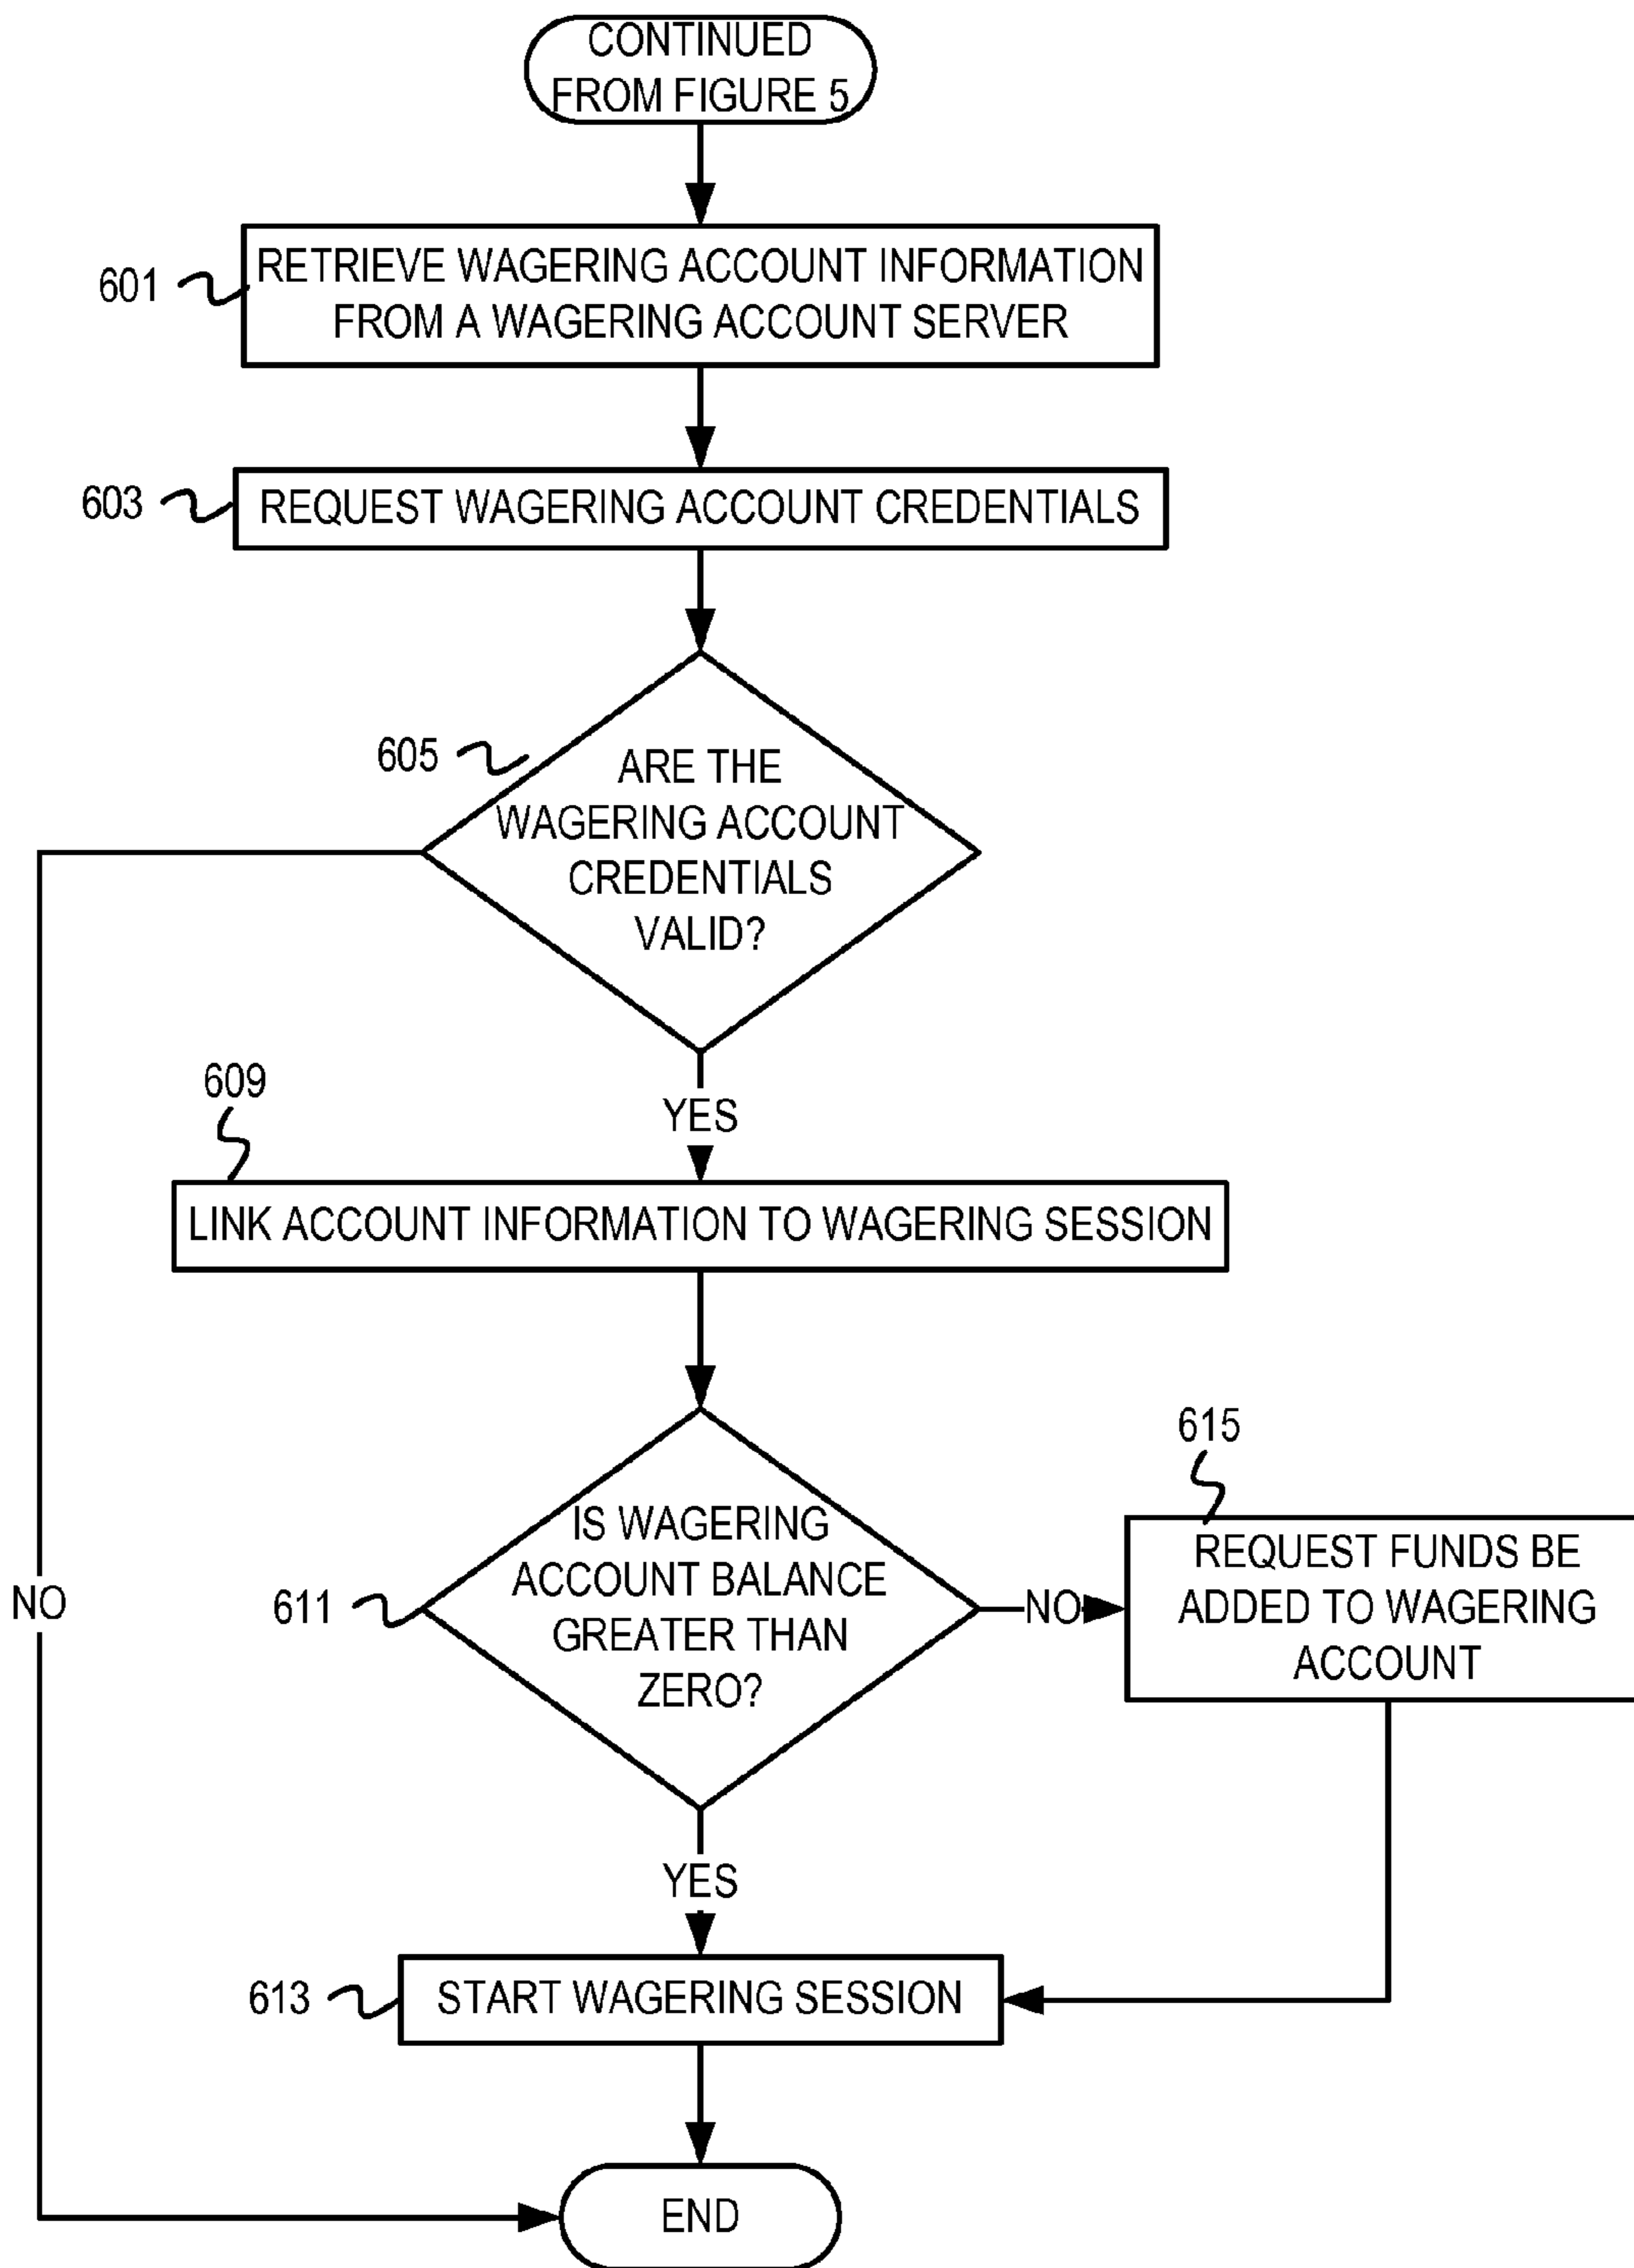 CONTINUED
FROM FIGURE 5
601
RETRIEVE WAGERING ACCOUNT INFORMATION
FROM A WAGERING ACCOUNT SERVER
603
REQUEST WAGERING ACCOUNT CREDENTIALS
605
ARE THE
WAGERING ACCOUNT
CREDENTIALS
VALID?
609
YES
LINK ACCOUNT INFORMATION TO WAGERING SESSION
615
IS WAGERING
ACCOUNT BALANCE
GREATER THAN
ZERO?
611
NO
NO
REQUEST FUNDS BE
ADDED TO WAGERING
ACCOUNT
YES
613
START WAGERING SESSION
END